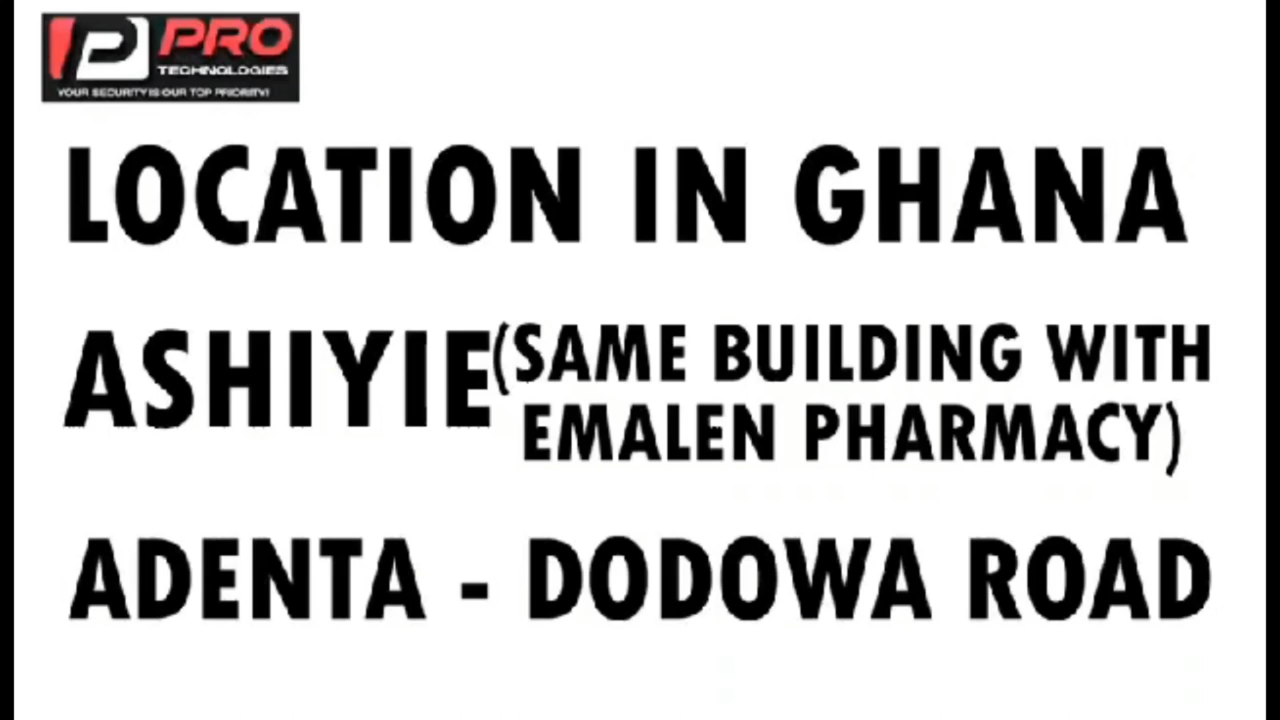 PRO
TECHNOLOGIES
YOUR SECURITY IS OUR TOP PRIORITY!
LOCATION IN GHANA
ASHIYIE (SAME BUILDING WITH
EMALEN PHARMACY)
ADENTA - DODOWA ROAD